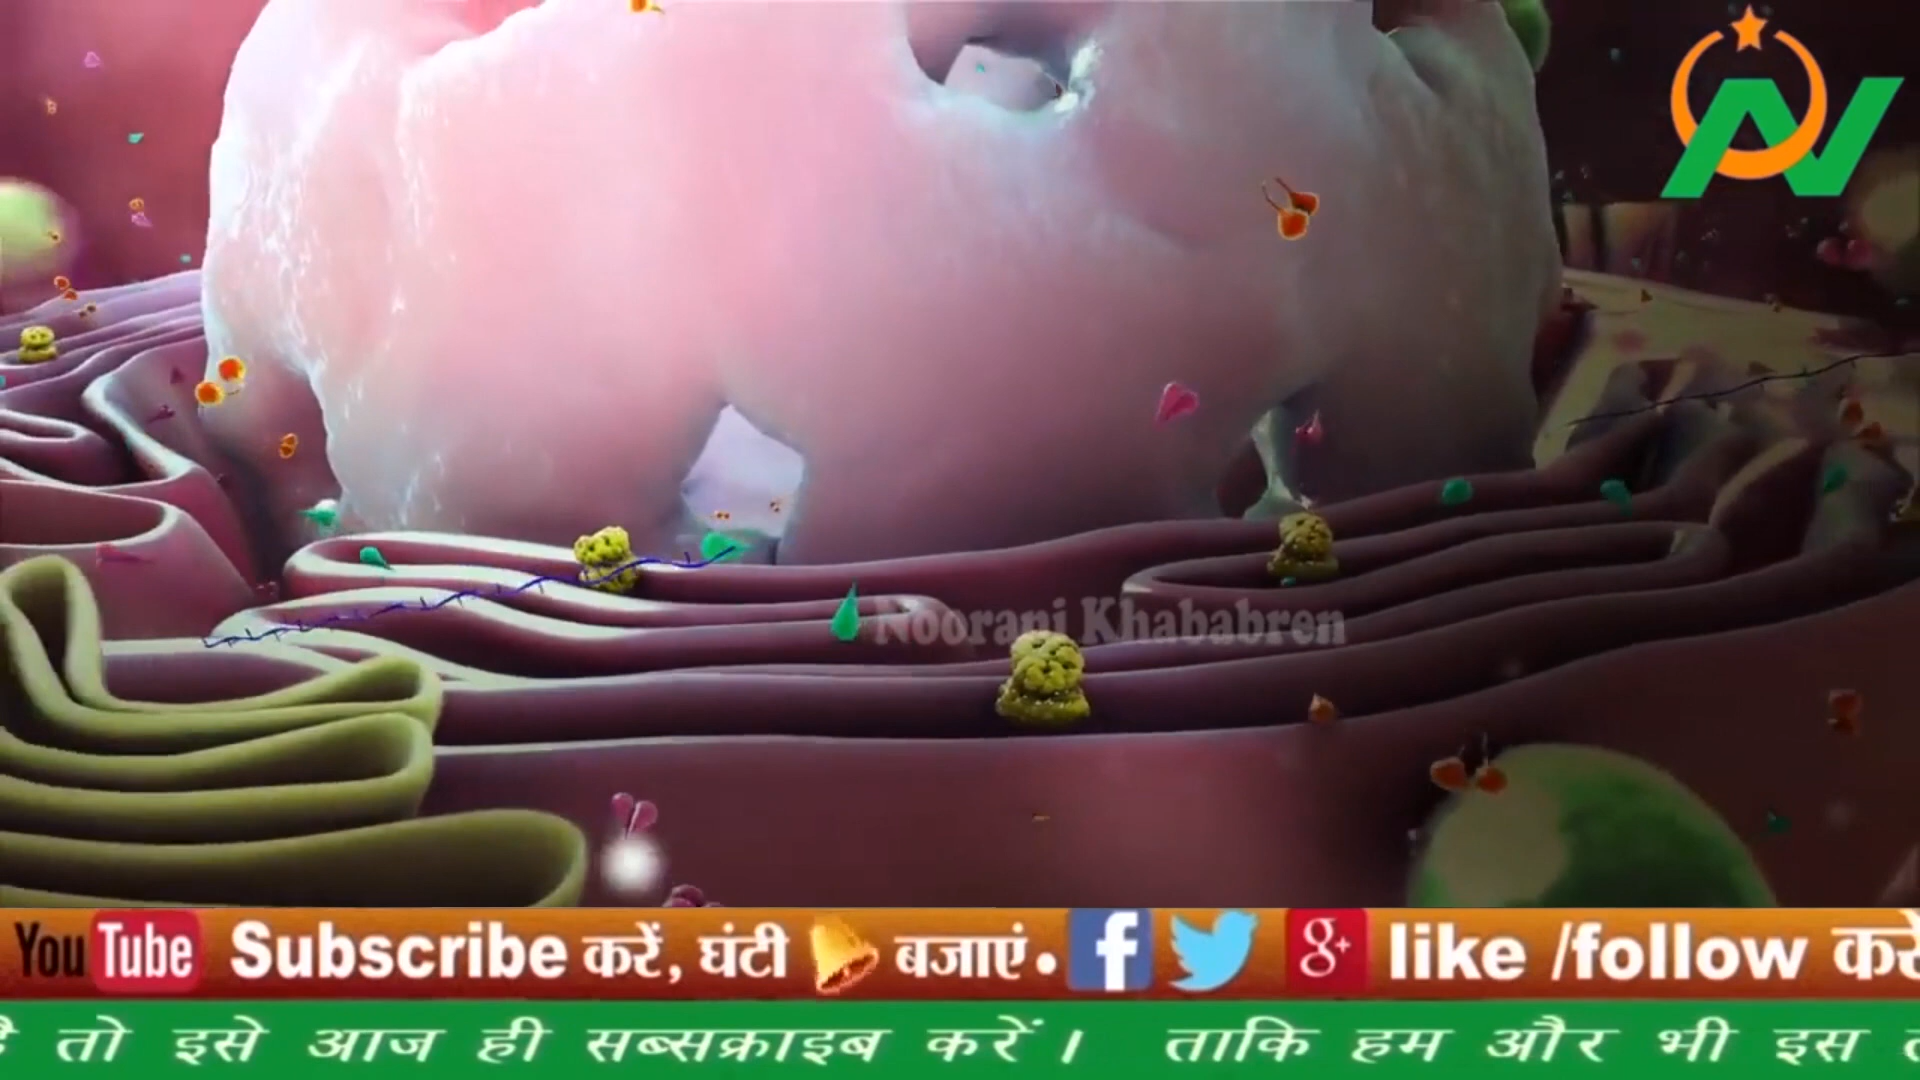 Noorani Khababren
YouTube Subscribe करें, घंटी बजाएं • like /follow करें
है तो इसे आज ही सब्सक्राइब करें । ताकि हम और भी इस